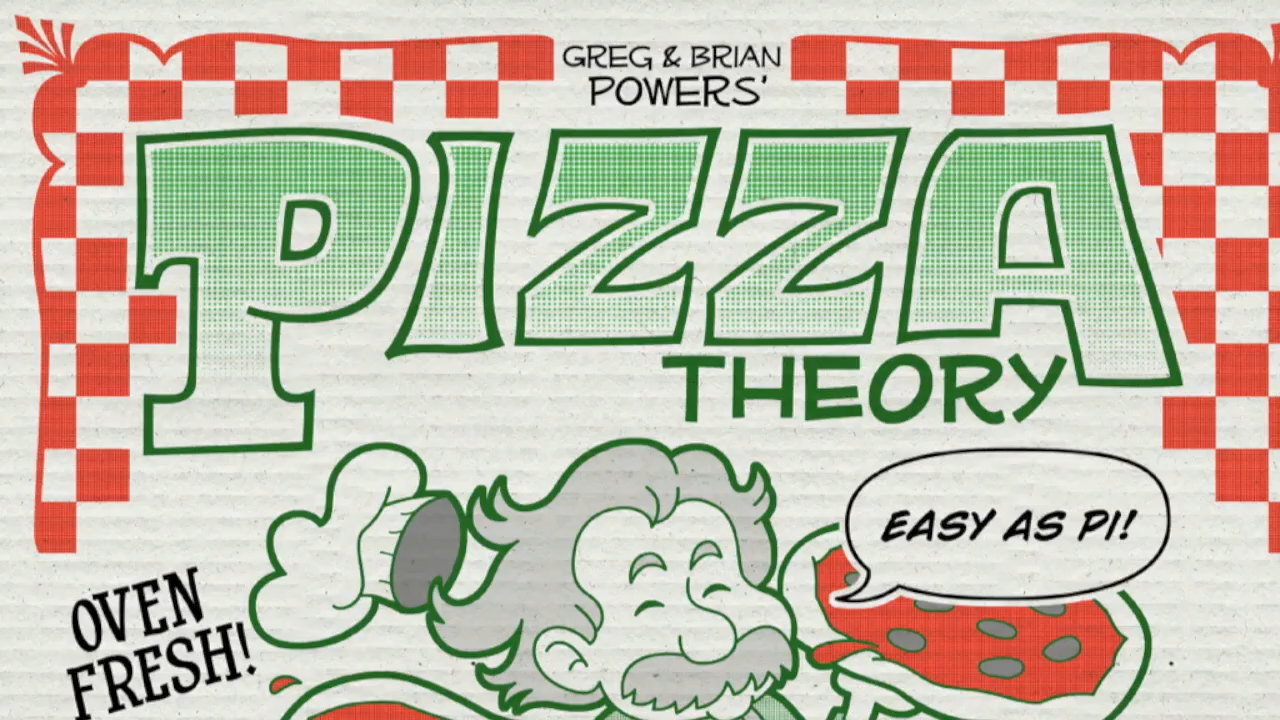 GREG & BRIAN
POWERS'
PIZZA
THEORY
EASY AS PI!
OVEN
FRESH!